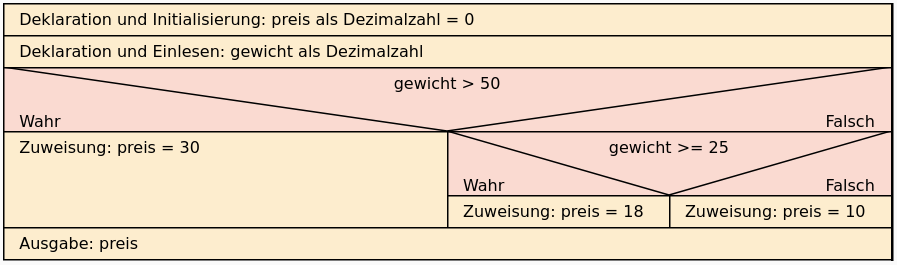 Deklaration und Initialisierung: preis als Dezimalzahl = 0
Deklaration und Einlesen: gewicht als Dezimalzahl
gewicht > 50
Wahr
Falsch
Zuweisung: preis = 30
gewicht >= 25
Wahr
Falsch
Zuweisung: preis = 18
Zuweisung: preis = 10
Ausgabe: preis